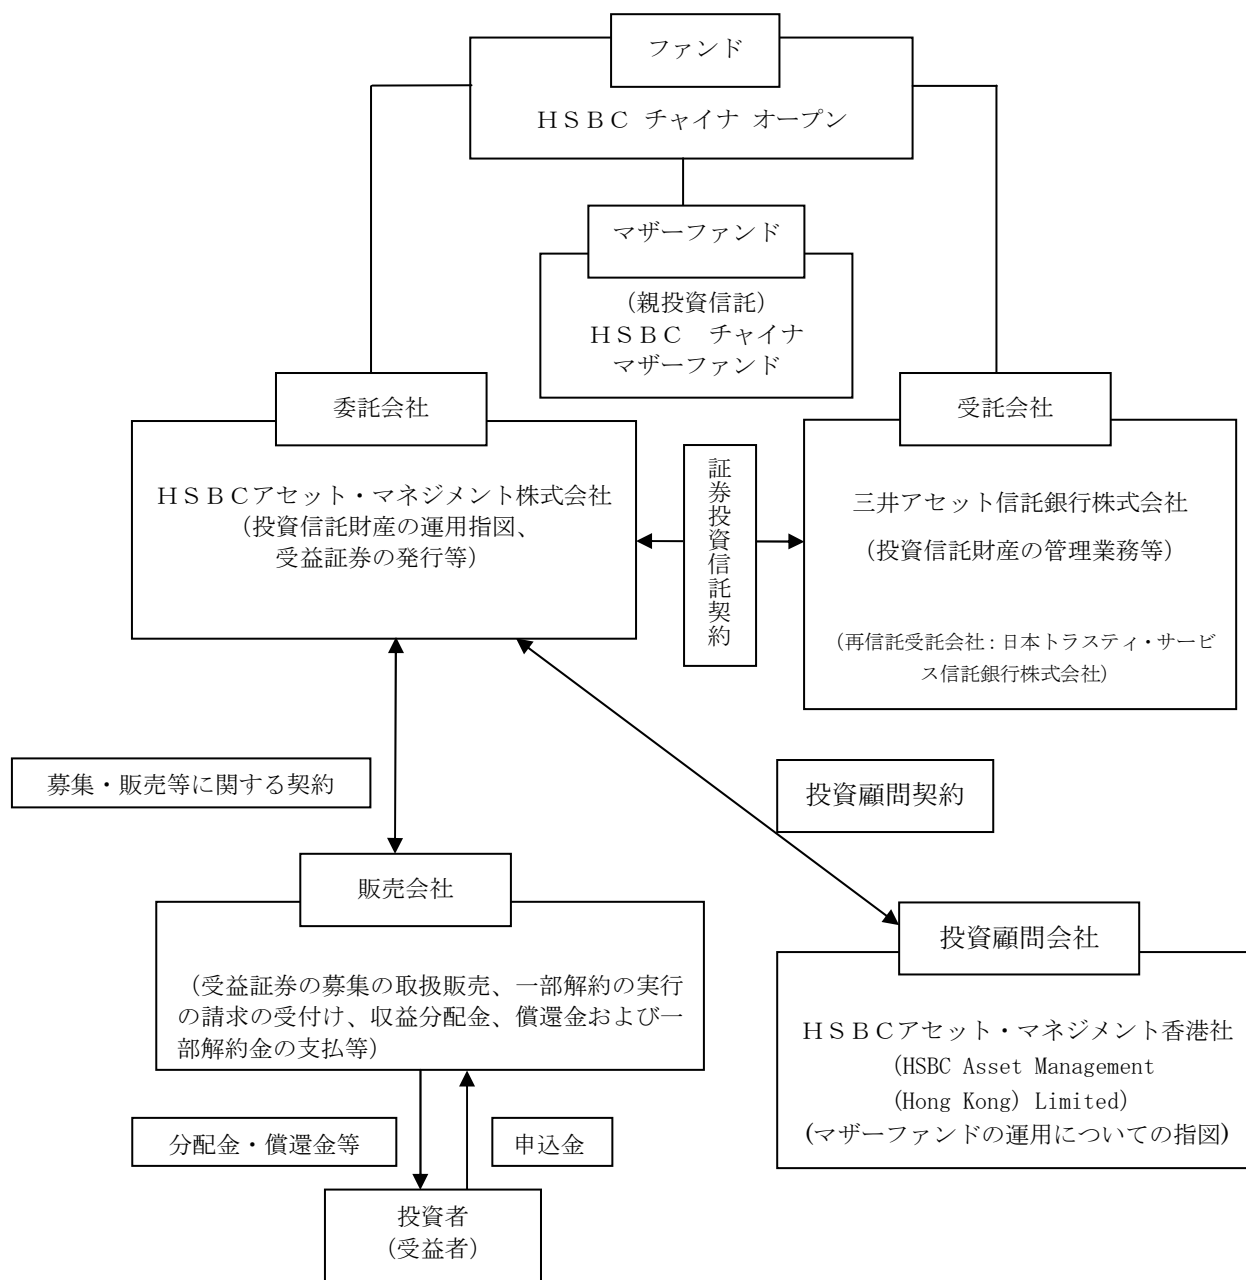 ファンド
ＨＳＢＣ チャイナ オープン
マザーファンド
（親投資信託）
ＨＳＢＣ　チャイナ
マザーファンド
委託会社
ＨＳＢＣアセット・マネジメント株式会社
（投資信託財産の運用指図、
受益証券の発行等）
証券投資信託契約
受託会社
三井アセット信託銀行株式会社
（投資信託財産の管理業務等）
（再信託受託会社：日本トラスティ・サービ
ス信託銀行株式会社）
募集・販売等に関する契約
投資顧問契約
販売会社
（受益証券の募集の取扱販売、一部解約の実行
の請求の受付け、収益分配金、償還金および一
部解約金の支払等）
投資顧問会社
ＨＳＢＣアセット・マネジメント香港社
(HSBC Asset Management
(Hong Kong) Limited)
(マザーファンドの運用についての指図)
分配金・償還金等
申込金
投資者
（受益者）